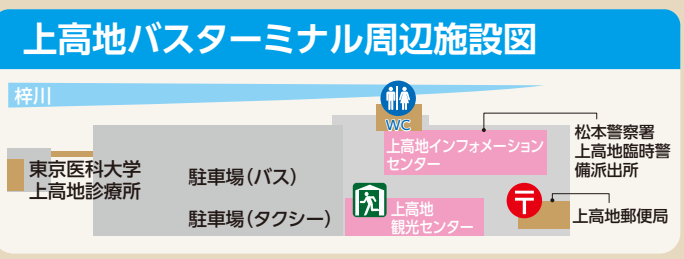 上高地バスターミナル周辺施設図
梓川
WC
上高地インフォメーション
センター
松本警察署
上高地臨時警
備派出所
東京医科大学
上高地診療所
駐車場(バス)
駐車場(タクシー)
上高地
観光センター
〒
上高地郵便局